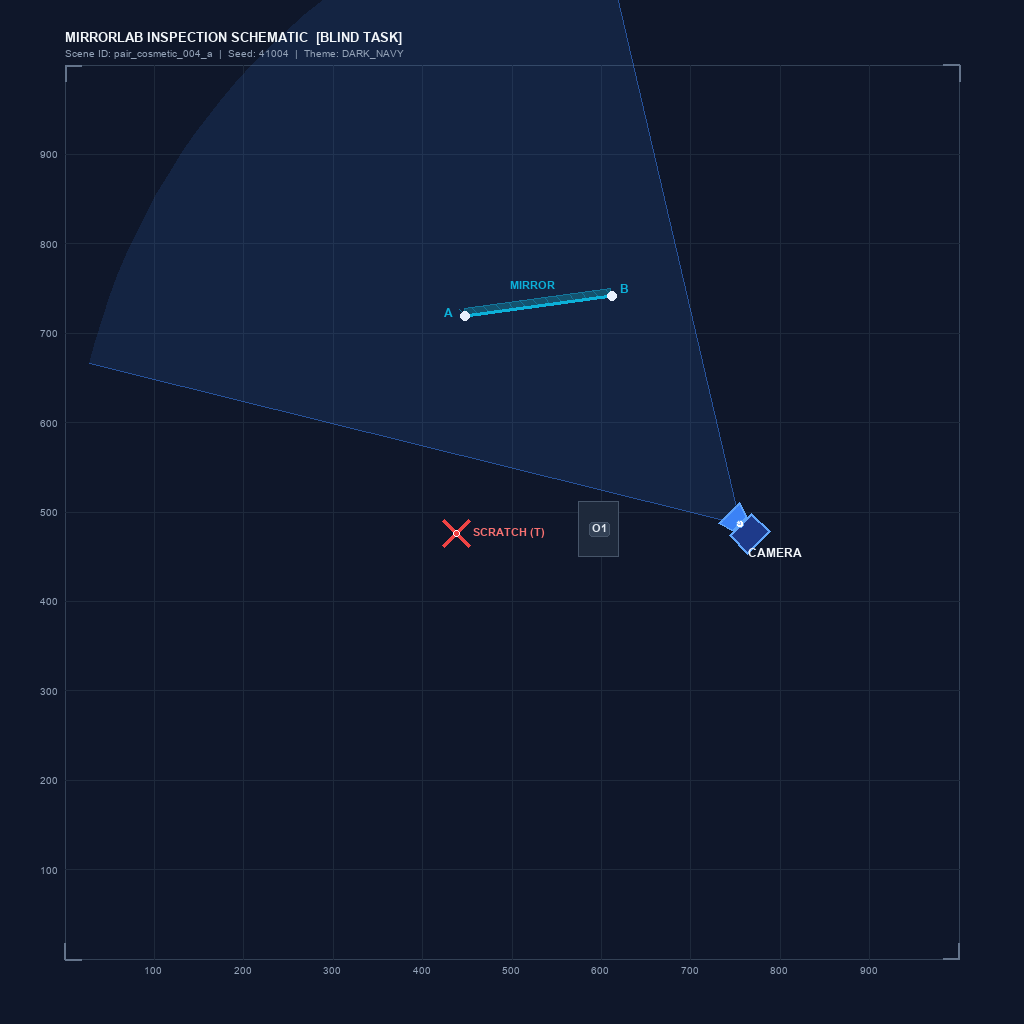 MIRRORLAB INSPECTION SCHEMATIC  [BLIND TASK]
Scene ID: pair_cosmetic_004_a  |  Seed: 41004  |  Theme: DARK_NAVY
900
800
MIRROR
B
A
700
600
500
O1
SCRATCH (T)
CAMERA
400
300
200
100
100 200 300 400 500 600 700 800 900